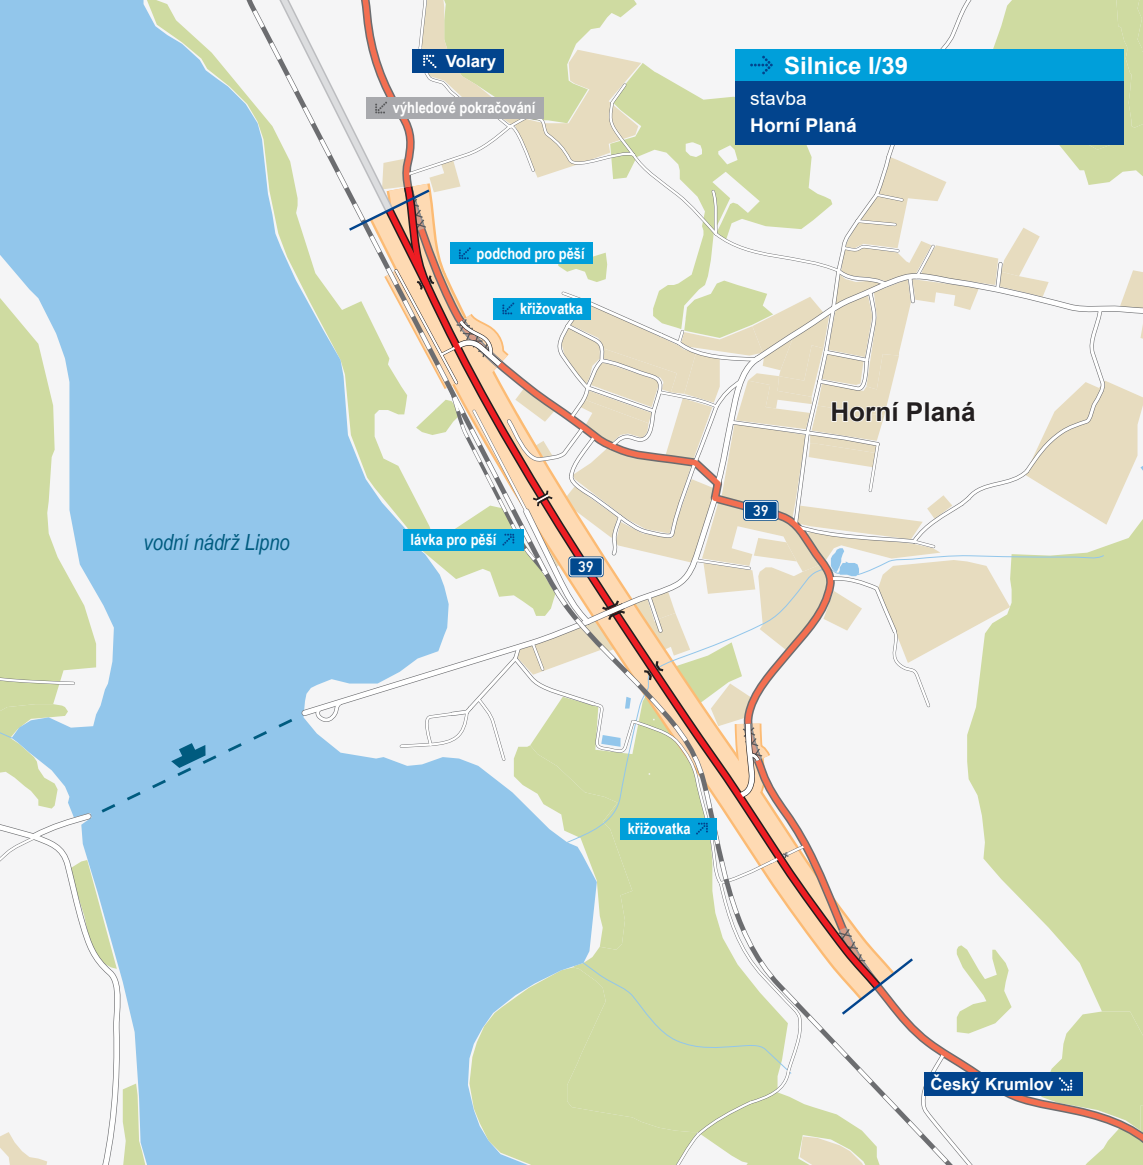 Volary
Silnice I/39
stavba
Horní Planá
výhledové pokračování
podchod pro pěší
křižovatka
Horní Planá
39
vodní nádrž Lipno
lávka pro pěší
39
křižovatka
Český Krumlov